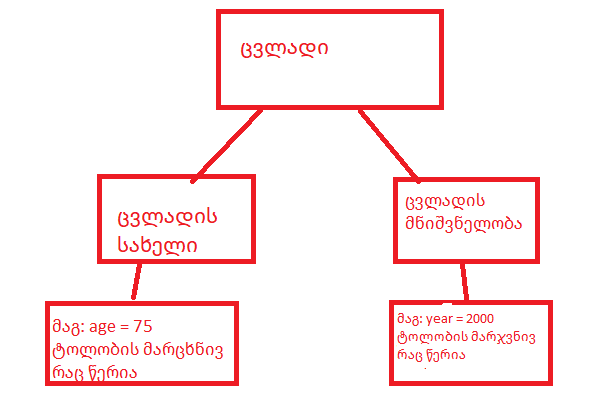 ცვლადი
ცვლადის
სახელი
ცვლადის
მნიშვნელობა
მაგ: age = 75
ტოლობის მარცხნივ
რაც წერია
მაგ: year = 2000
ტოლობის მარჯვნივ
რაც წერია